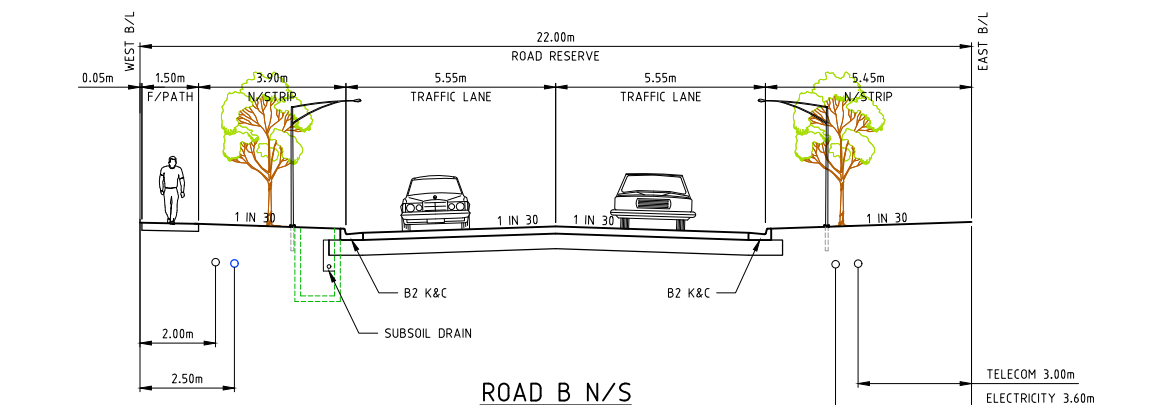 WEST B/L
EAST B/L
22.00m
ROAD RESERVE
0.05m
1.50m
3.90m
5.55m
5.55m
5.45m
F/PATH
N/STRIP
TRAFFIC LANE
TRAFFIC LANE
N/STRIP
1 IN 30
1 IN 30
1 IN 30
1 IN 30
B2 K&C
B2 K&C
SUBSOIL DRAIN
2.00m
2.50m
TELECOM 3.00m
ELECTRICITY 3.60m
ROAD B N/S